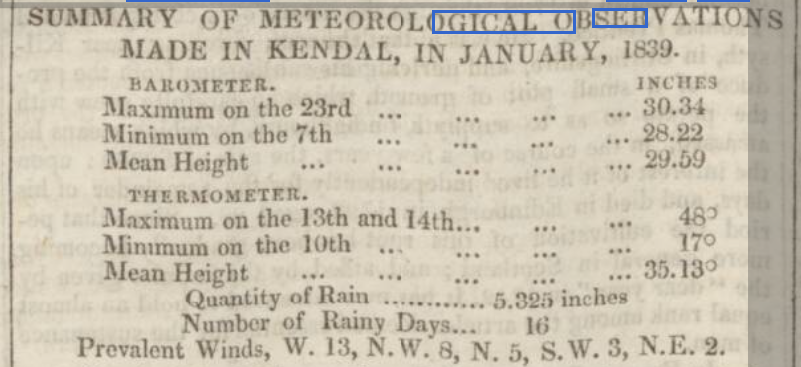 SUMMARY OF METEOROLOGICAL OBSERVATIONS
MADE IN KENDAL, IN JANUARY, 1839.
BAROMETER. INCHES
Maximum on the 23rd ... ... ... ... 30.34
Minimum on the 7th ... ... ... ... 28.22
Mean Height ... ... ... ... ... 29.59
THERMOMETER.
Maximum on the 13th and 14th... ... ... 48°
Minimum on the 10th ... ... ... 17°
Mean Height ... ... ... ... ... 35.13°
Quantity of Rain ............ 5.325 inches
Number of Rainy Days... 16
Prevalent Winds, W. 13, N.W. 8, N. 5, S.W. 3, N.E. 2.